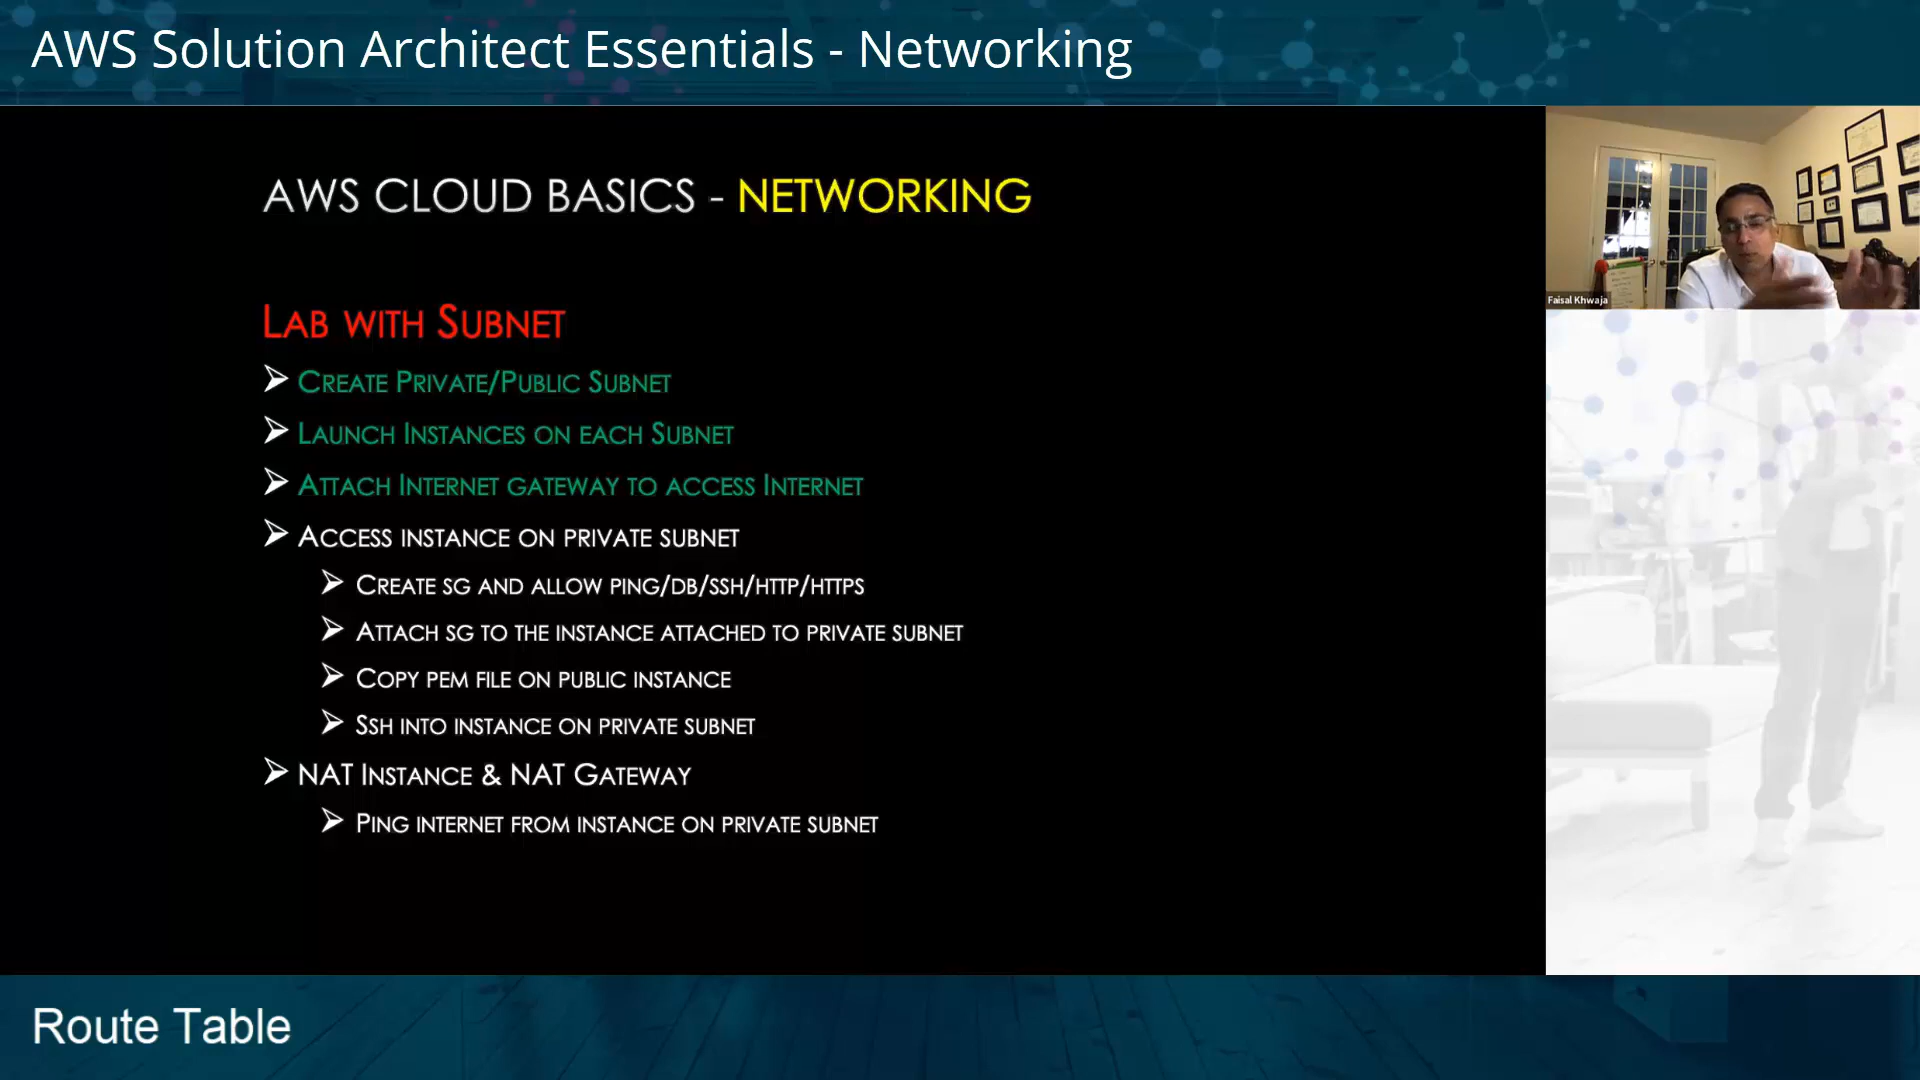 AWS Solution Architect Essentials - Networking
AWS CLOUD BASICS - NETWORKING
LAB WITH SUBNET
CREATE PRIVATE/PUBLIC SUBNET
LAUNCH INSTANCES ON EACH SUBNET
ATTACH INTERNET GATEWAY TO ACCESS INTERNET
ACCESS INSTANCE ON PRIVATE SUBNET
CREATE SG AND ALLOW PING/DB/SSH/HTTP/HTTPS
ATTACH SG TO THE INSTANCE ATTACHED TO PRIVATE SUBNET
COPY PEM FILE ON PUBLIC INSTANCE
SSH INTO INSTANCE ON PRIVATE SUBNET
NAT INSTANCE & NAT GATEWAY
PING INTERNET FROM INSTANCE ON PRIVATE SUBNET
Faisal Khwaja
Route Table